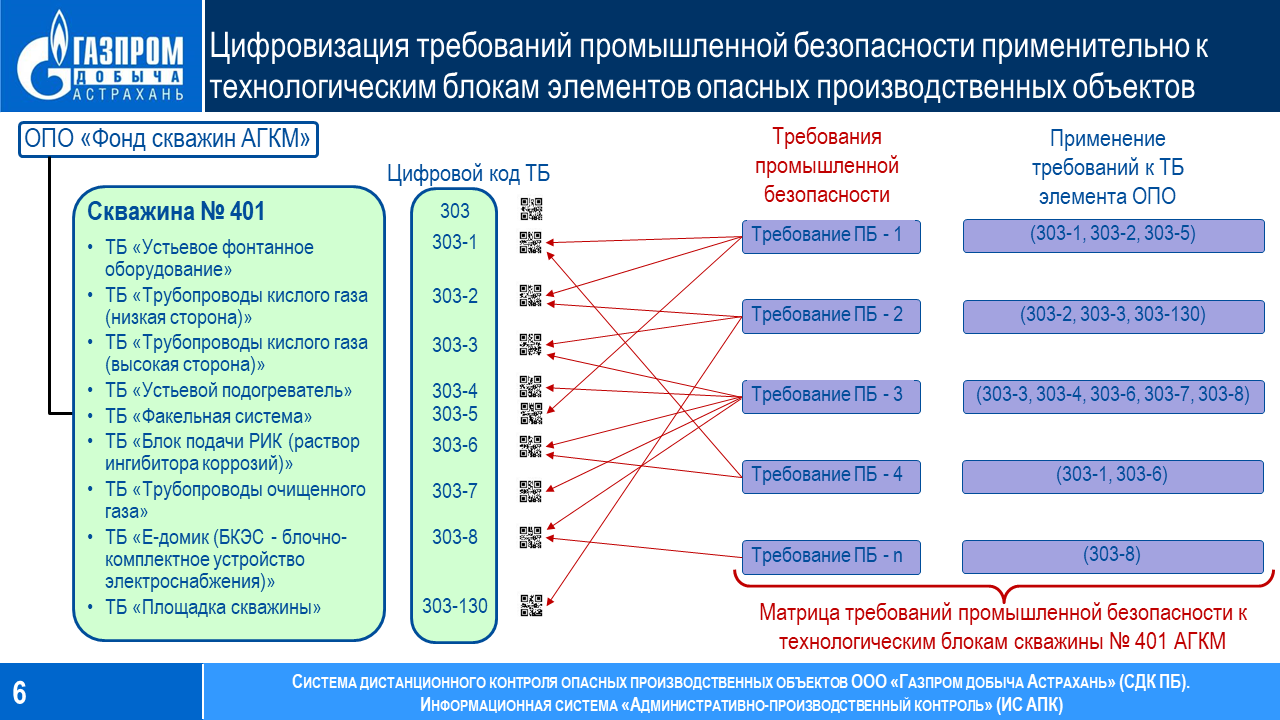 ГАЗПРОМ
ДОБЫЧА
АСТРАХАНЬ
Цифровизация требований промышленной безопасности применительно к
технологическим блокам элементов опасных производственных объектов
ОПО «Фонд скважин АГКМ»
Скважина № 401
• ТБ «Устьевое фонтанное
оборудование»
• ТБ «Трубопроводы кислого газа
(низкая сторона)»
• ТБ «Трубопроводы кислого газа
(высокая сторона)»
• ТБ «Устьевой подогреватель»
• ТБ «Факельная система»
• ТБ «Блок подачи РИК (раствор
ингибитора коррозий)»
• ТБ «Трубопроводы очищенного
газа»
• ТБ «Е-домик (БКЭС - блочно-
комплектное устройство
электроснабжения)»
• ТБ «Площадка скважины»
Цифровой код ТБ
303
303-1
303-2
303-3
303-4
303-5
303-6
303-7
303-8
303-130
Требования
промышленной
безопасности
Требование ПБ - 1
Требование ПБ - 2
Требование ПБ - 3
Требование ПБ - 4
Требование ПБ - n
Применение
требований к ТБ
элемента ОПО
(303-1, 303-2, 303-5)
(303-2, 303-3, 303-130)
(303-3, 303-4, 303-6, 303-7, 303-8)
(303-1, 303-6)
(303-8)
Матрица требований промышленной безопасности к
технологическим блокам скважины № 401 АГКМ
6
Система дистанционного контроля опасных производственных объектов ООО «Газпром добыча Астрахань» (СДК ПБ).
Информационная система «Административно-производственный контроль» (ИС АПК)